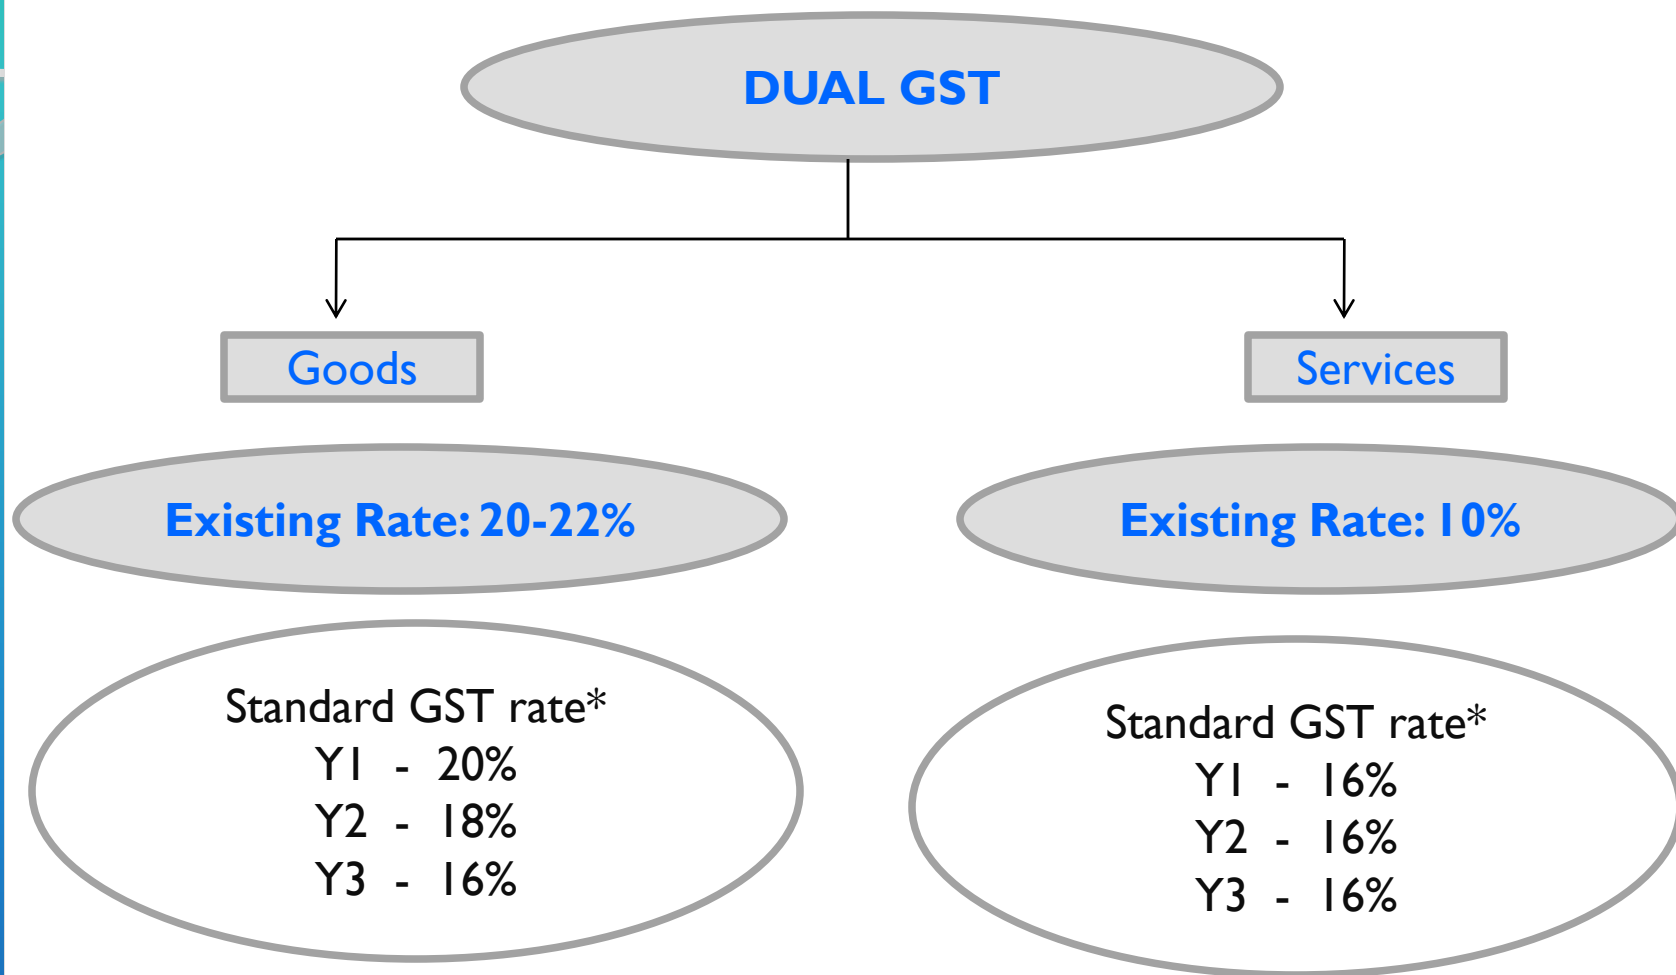 DUAL GST
Goods
Services
Existing Rate: 20-22%
Existing Rate: 10%
Standard GST rate*
Y1 - 20%
Y2 - 18%
Y3 - 16%
Standard GST rate*
Y1 - 16%
Y2 - 16%
Y3 - 16%